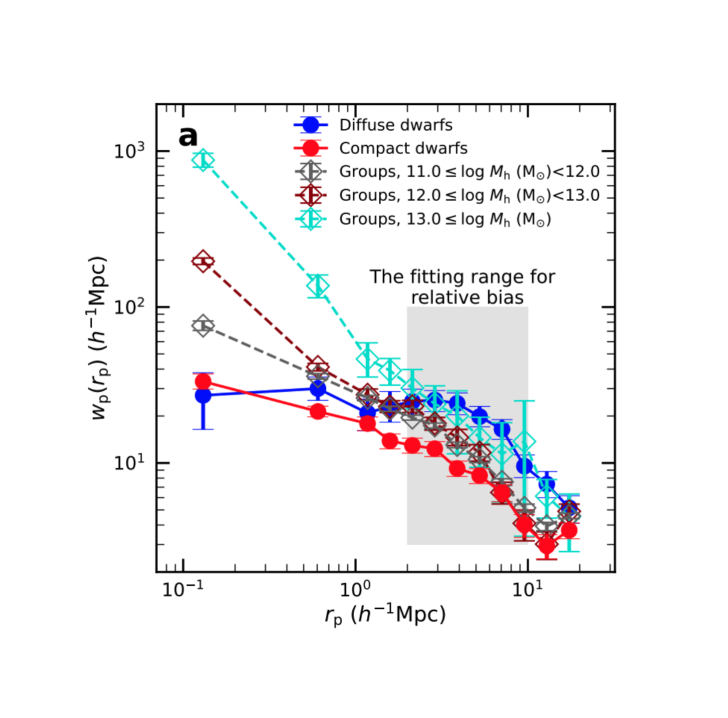 a
Diffuse dwarfs
Compact dwarfs
Groups, 11.0 ≤ log Mₕ (M☉)<12.0
Groups, 12.0 ≤ log Mₕ (M☉)<13.0
Groups, 13.0 ≤ log Mₕ (M☉)
The fitting range for
relative bias
10³
10²
10¹
wₚ(rₚ) (h⁻¹Mpc)
10⁻¹ 10⁰ 10¹
rₚ (h⁻¹Mpc)